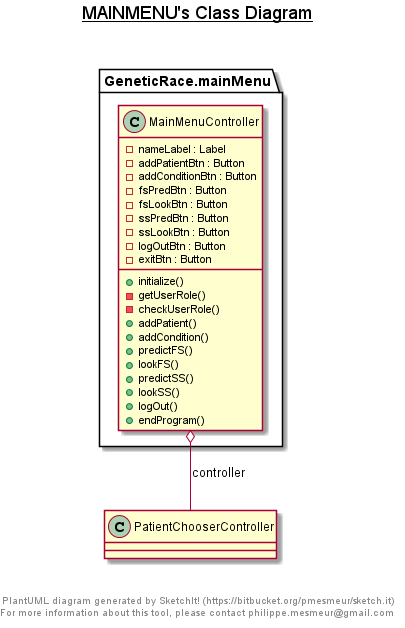 MAINMENU's Class Diagram
GeneticRace.mainMenu
C MainMenuController
nameLabel : Label
addPatientBtn : Button
addConditionBtn : Button
fsPredBtn : Button
fsLookBtn : Button
ssPredBtn : Button
ssLookBtn : Button
logOutBtn : Button
exitBtn : Button
initialize()
getUserRole()
checkUserRole()
addPatient()
addCondition()
predictFS()
lookFS()
predictSS()
lookSS()
logOut()
endProgram()
controller
C PatientChooserController
PlantUML diagram generated by SketchIt! (https://bitbucket.org/pmesmeur/sketch.it)
For more information about this tool, please contact philippe.mesmeur@gmail.com